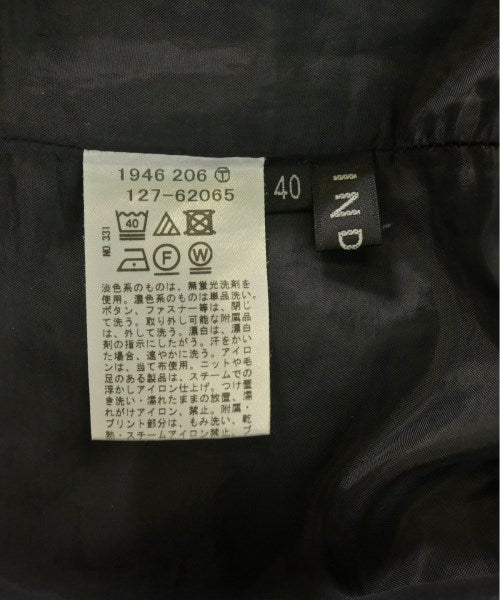 1946 206 Ⓣ
127-62065
40
IND
NO 331
40
F W
淡色系のものは、無蛍光洗剤を
使用。濃色系のものは単品洗い。
ボタン、ファスナー等は、閉じ
て洗う。取り外し可能な附属品
は、外して洗う。漂白は、漂白
剤の指示にしたがう。汗をかい
た場合、速やかに洗う。アイロ
ンは、当て布使用。ニットや毛
足のある製品は、スチームでの
浮かしアイロン仕上げ。つけ置
き洗い・濡れたままの放置、濡
れがけアイロン、禁止。附属・
プリント部分は、もみ洗い、乾
熱・スチームアイロン禁止。プ